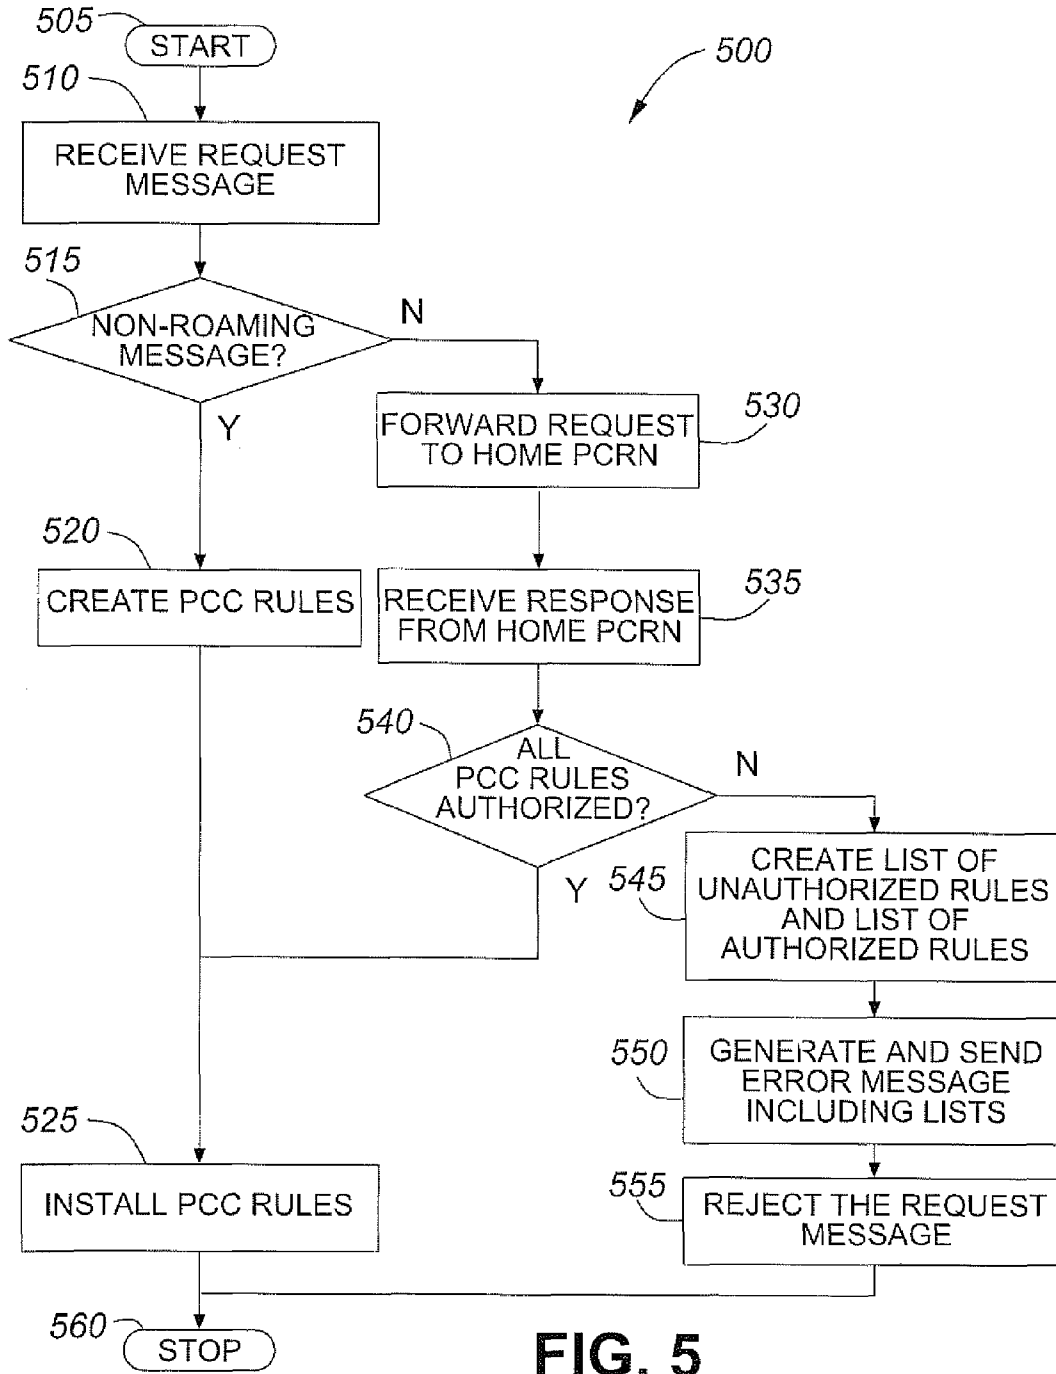 505
START
500
510
RECEIVE REQUEST
MESSAGE
515
NON-ROAMING
MESSAGE?
N
Y
FORWARD REQUEST
TO HOME PCRN
530
520
CREATE PCC RULES
RECEIVE RESPONSE
FROM HOME PCRN
535
540
ALL
PCC RULES
AUTHORIZED?
N
Y
545
CREATE LIST OF
UNAUTHORIZED RULES
AND LIST OF
AUTHORIZED RULES
550
GENERATE AND SEND
ERROR MESSAGE
INCLUDING LISTS
525
INSTALL PCC RULES
555
REJECT THE REQUEST
MESSAGE
560
STOP
FIG. 5